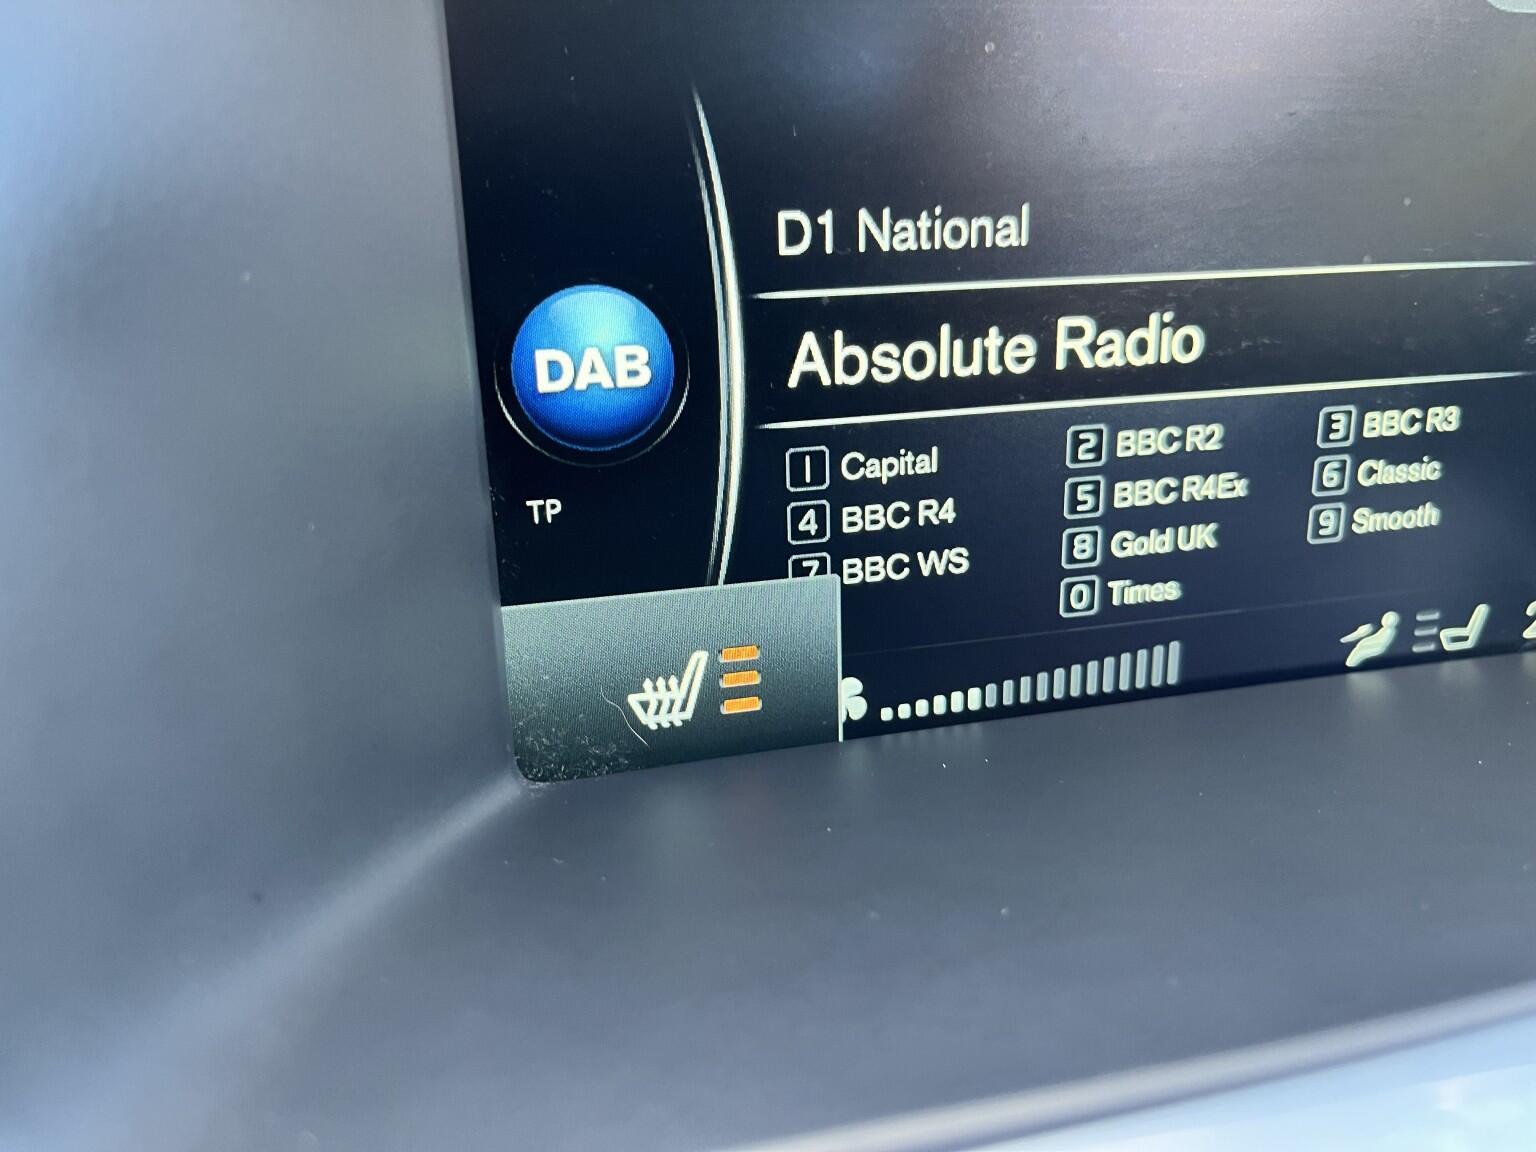 D1 National
DAB
Absolute Radio
1 Capital 2 BBC R2 3 BBC R3
4 BBC R4 5 BBC R4Ex 6 Classic
7 BBC WS 8 Gold UK 9 Smooth
0 Times
TP